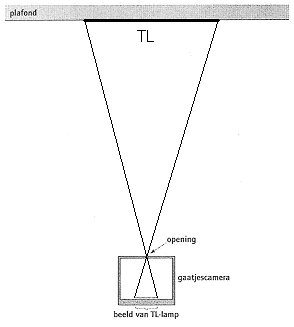 plafond
TL
opening
gaatjescamera
beeld van TL-lamp